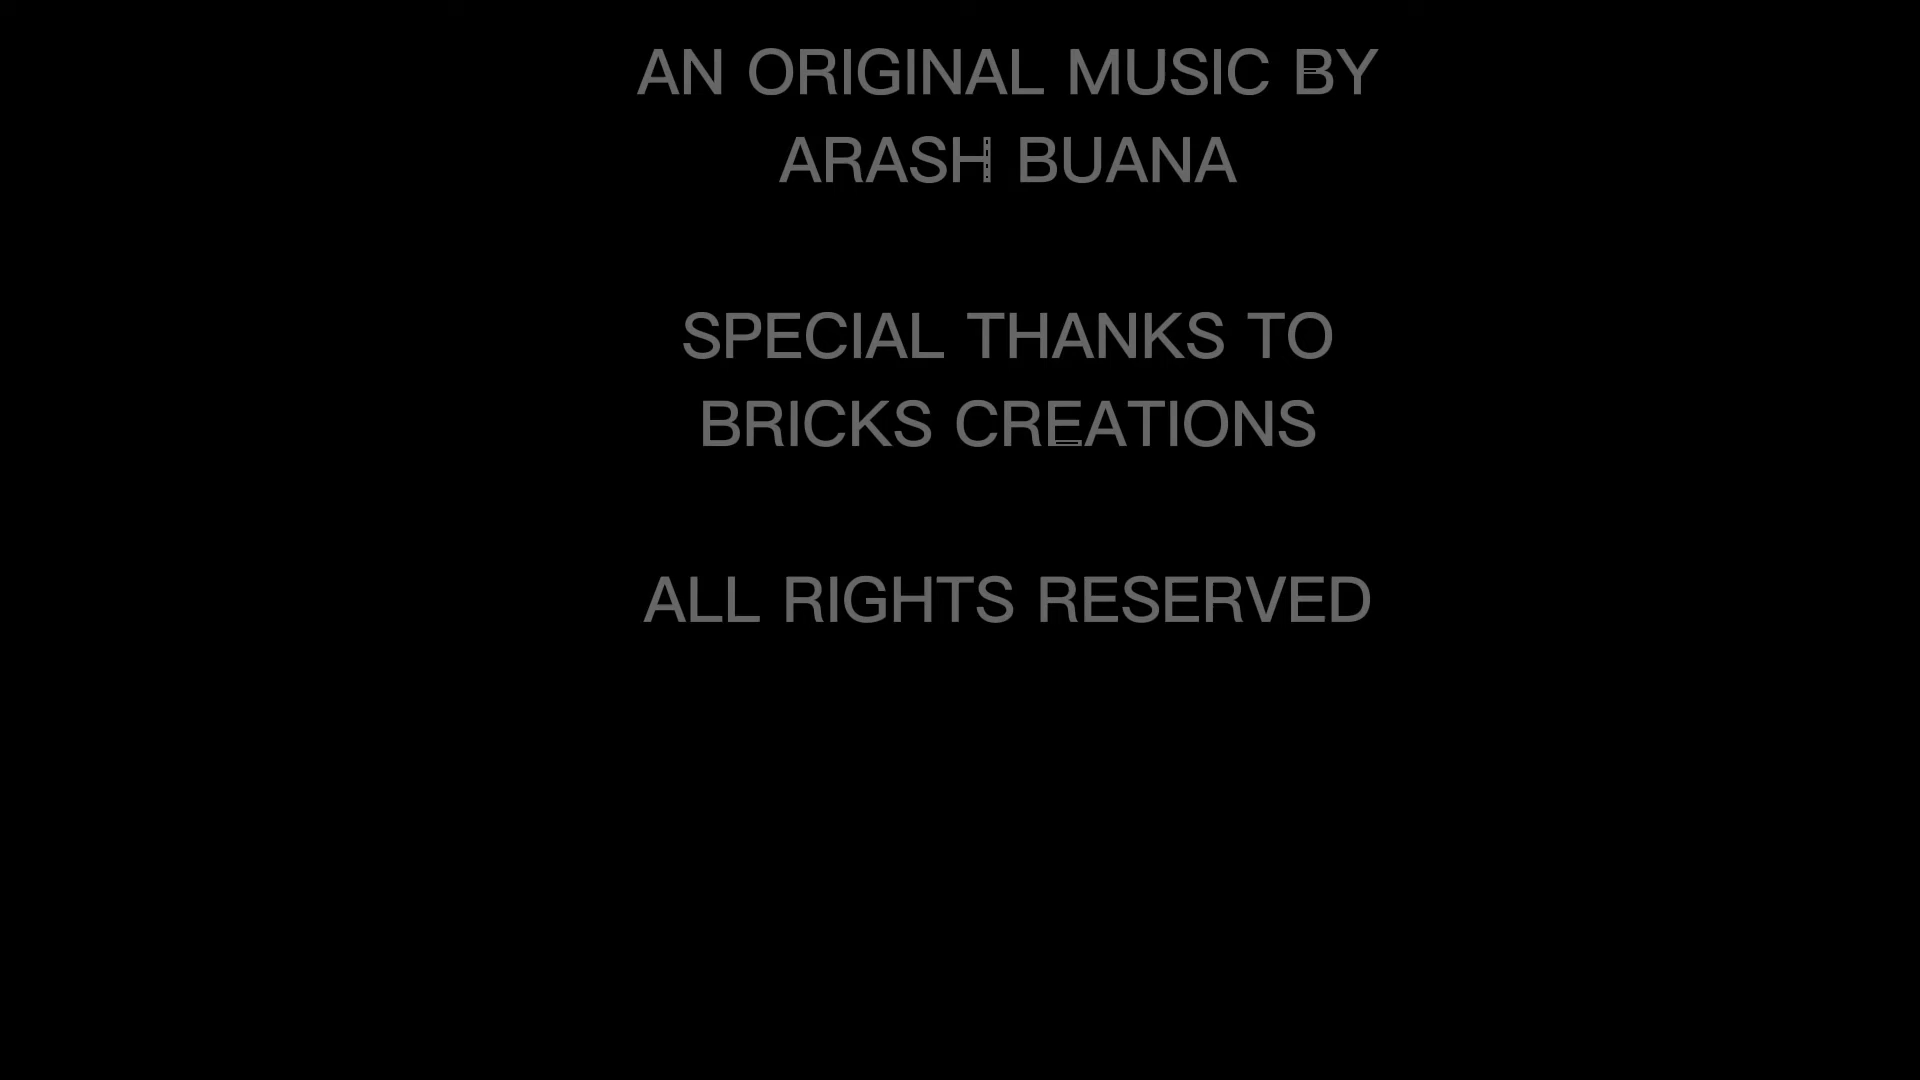 AN ORIGINAL MUSIC BY
ARASH BUANA
SPECIAL THANKS TO
BRICKS CREATIONS
ALL RIGHTS RESERVED